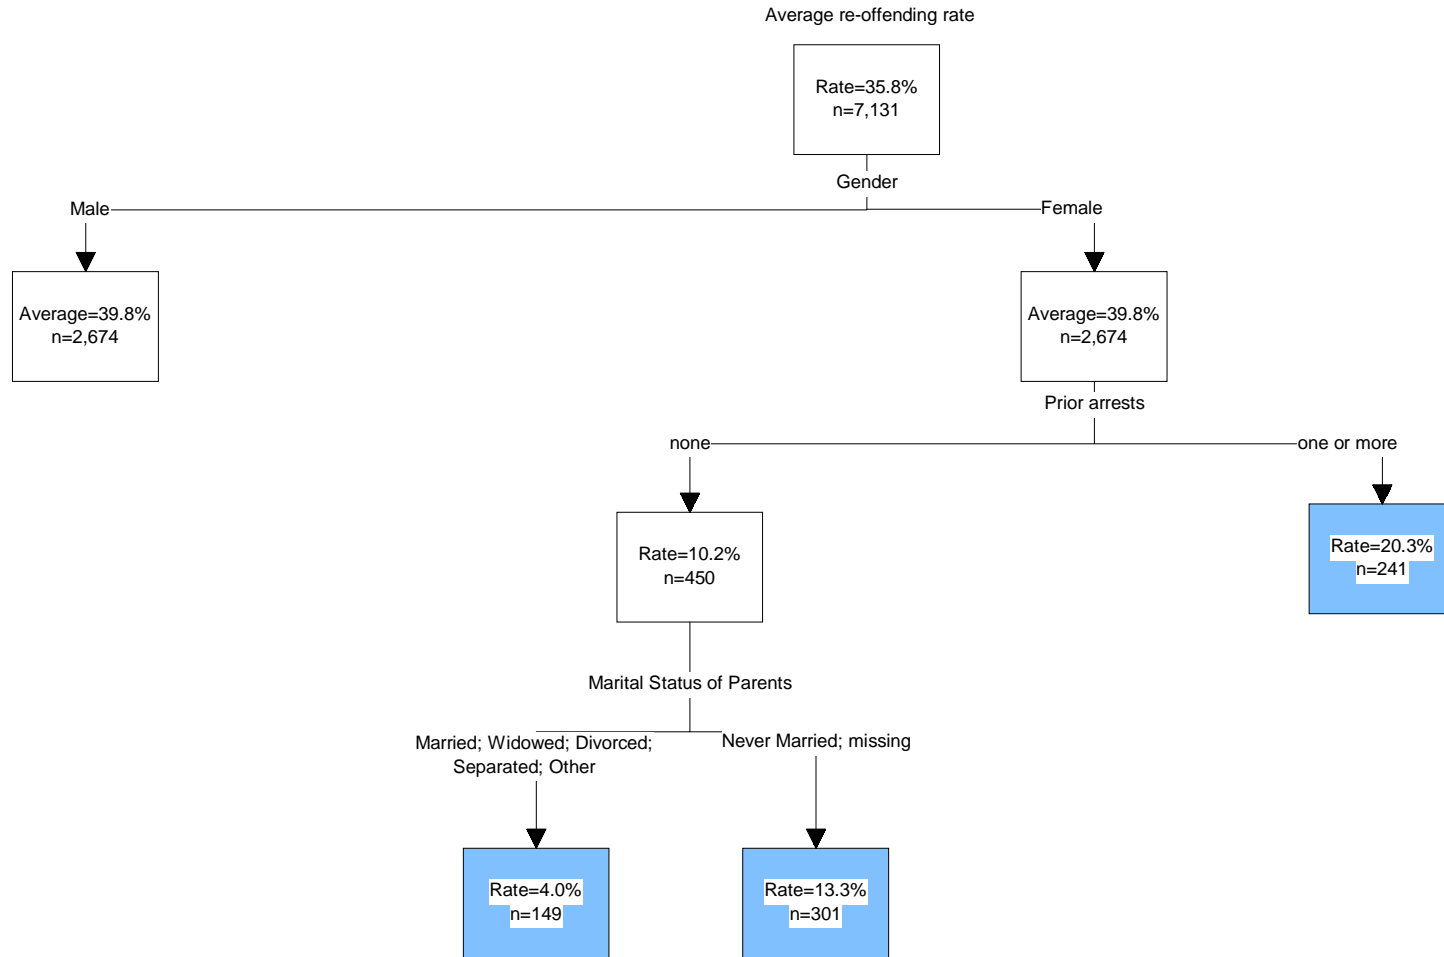 Average re-offending rate
Rate=35.8%
n=7,131
Gender
Male
Female
Average=39.8%
n=2,674
Average=39.8%
n=2,674
Prior arrests
none
one or more
Rate=10.2%
n=450
Rate=20.3%
n=241
Marital Status of Parents
Married; Widowed; Divorced;
Separated; Other
Never Married; missing
Rate=4.0%
n=149
Rate=13.3%
n=301